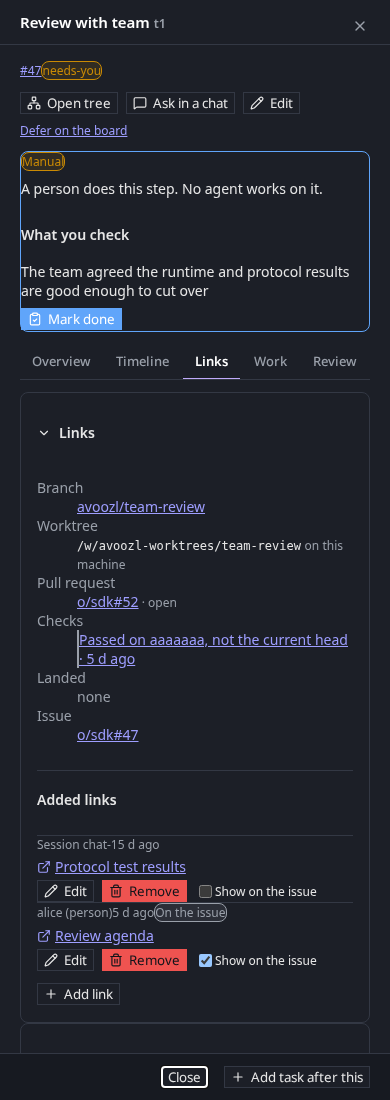 Review with team t1
#47 needs-you
Open tree Ask in a chat Edit
Defer on the board
Manual
A person does this step. No agent works on it.
What you check
The team agreed the runtime and protocol results
are good enough to cut over
Mark done
Overview Timeline Links Work Review
Links
Branch
avoozl/team-review
Worktree
/w/avoozl-worktrees/team-review on this
machine
Pull request
o/sdk#52 · open
Checks
Passed on aaaaaaa, not the current head
· 5 d ago
Landed
none
Issue
o/sdk#47
Added links
Session chat-15 d ago
Protocol test results
Edit Remove Show on the issue
alice (person)5 d ago On the issue
Review agenda
Edit Remove Show on the issue
Add link
Close Add task after this